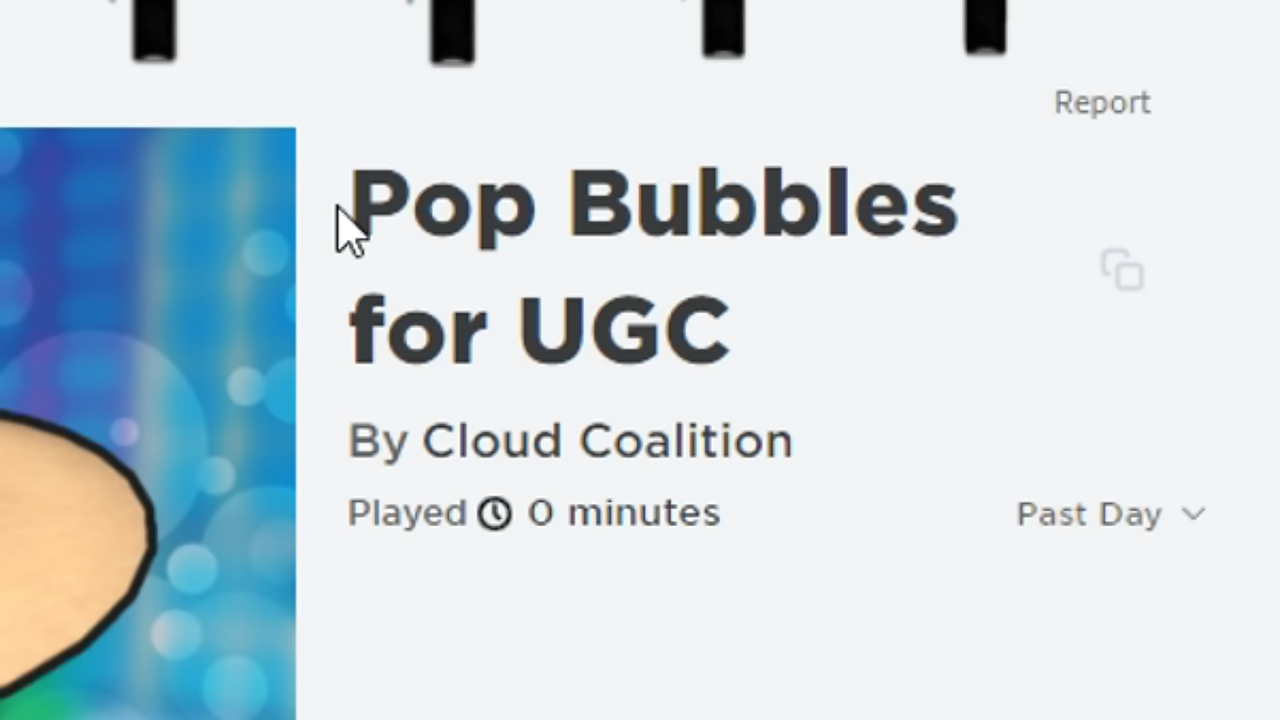 Report
Pop Bubbles
for UGC
By Cloud Coalition
Played 0 minutes
Past Day